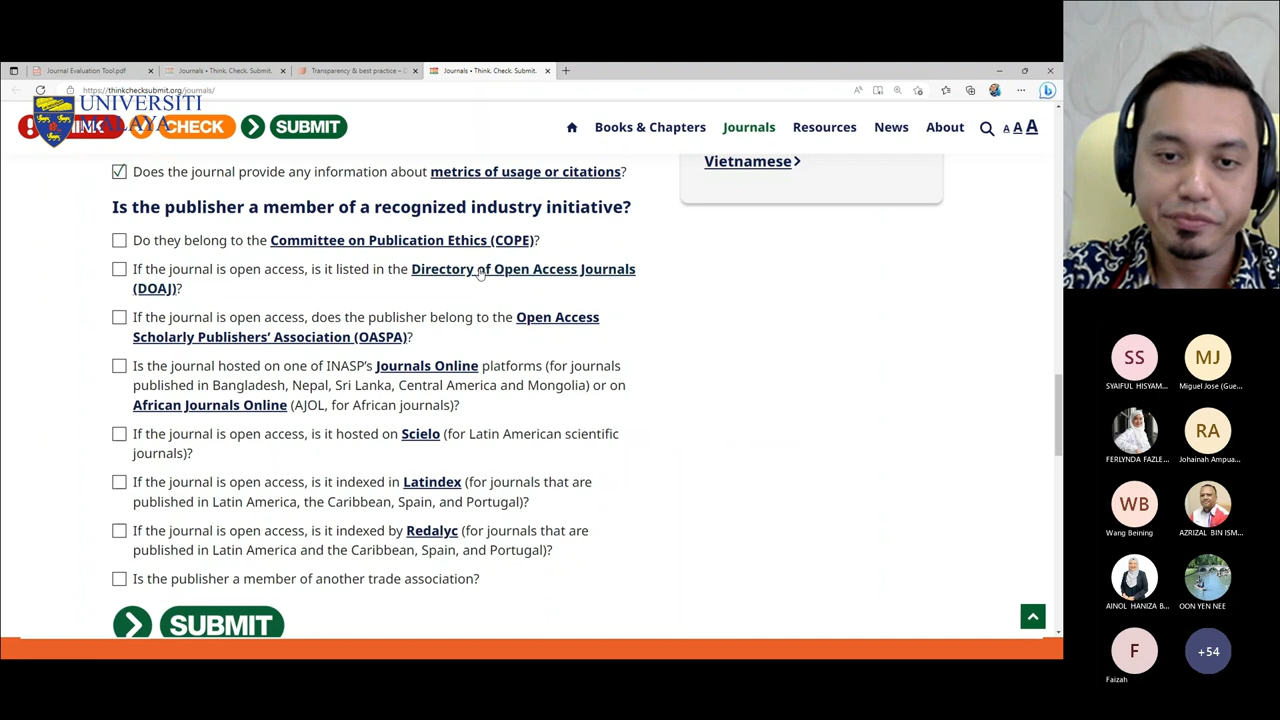 Journal Evaluation Tool.pdf
Journals • Think. Check. Submit.
Transparency & best practice – D
Journals • Think. Check. Submit.
https://thinkchecksubmit.org/journals/
UNIVERSITI
MALAYA
CHECK
SUBMIT
Books & Chapters
Journals
Resources
News
About
A A A
Does the journal provide any information about metrics of usage or citations?
Vietnamese
Is the publisher a member of a recognized industry initiative?
Do they belong to the Committee on Publication Ethics (COPE)?
If the journal is open access, is it listed in the Directory of Open Access Journals
(DOAJ)?
If the journal is open access, does the publisher belong to the Open Access
Scholarly Publishers' Association (OASPA)?
Is the journal hosted on one of INASP's Journals Online platforms (for journals
published in Bangladesh, Nepal, Sri Lanka, Central America and Mongolia) or on
African Journals Online (AJOL, for African journals)?
If the journal is open access, is it hosted on Scielo (for Latin American scientific
journals)?
If the journal is open access, is it indexed in Latindex (for journals that are
published in Latin America, the Caribbean, Spain, and Portugal)?
If the journal is open access, is it indexed by Redalyc (for journals that are
published in Latin America and the Caribbean, Spain, and Portugal)?
Is the publisher a member of another trade association?
SUBMIT
SS
SYAIFUL HISYAM...
MJ
Miguel Jose (Gue...
FERLYNDA FAZLE...
RA
Johainah Ampua...
WB
Wang Beining
AZRIZAL BIN ISM...
AINOL HANIZA B...
OON YEN NEE
F
Faizah
+54